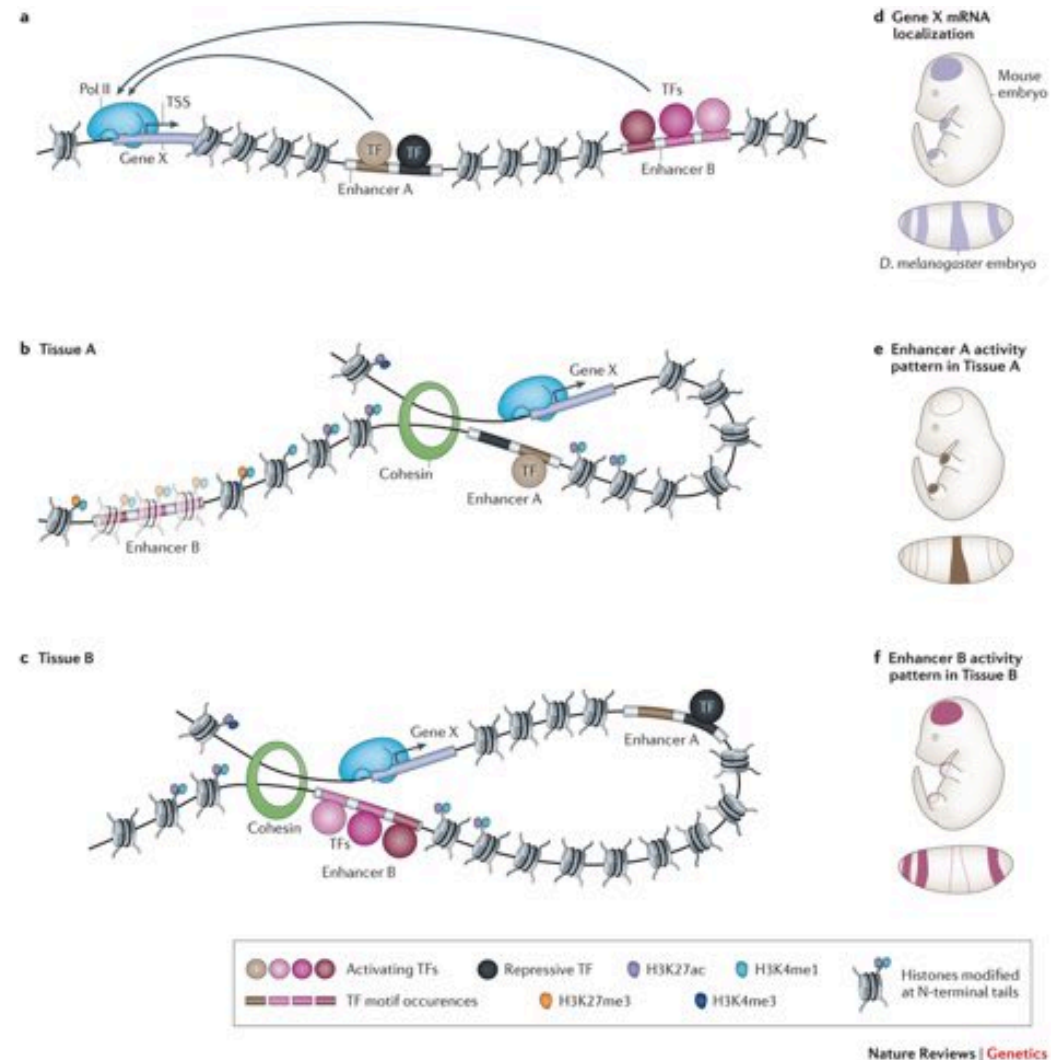 a
Pol II
TSS
Gene X
TF
TF
Enhancer A
TFs
Enhancer B
d Gene X mRNA
localization
Mouse
embryo
D. melanogaster embryo
b Tissue A
Gene X
Cohesin
TF
Enhancer A
Enhancer B
e Enhancer A activity
pattern in Tissue A
c Tissue B
Gene X
TF
Enhancer A
Cohesin
TFs
Enhancer B
f Enhancer B activity
pattern in Tissue B
Activating TFs
Repressive TF
H3K27ac
H3K4me1
Histones modified
at N-terminal tails
TF motif occurences
H3K27me3
H3K4me3
Nature Reviews | Genetics